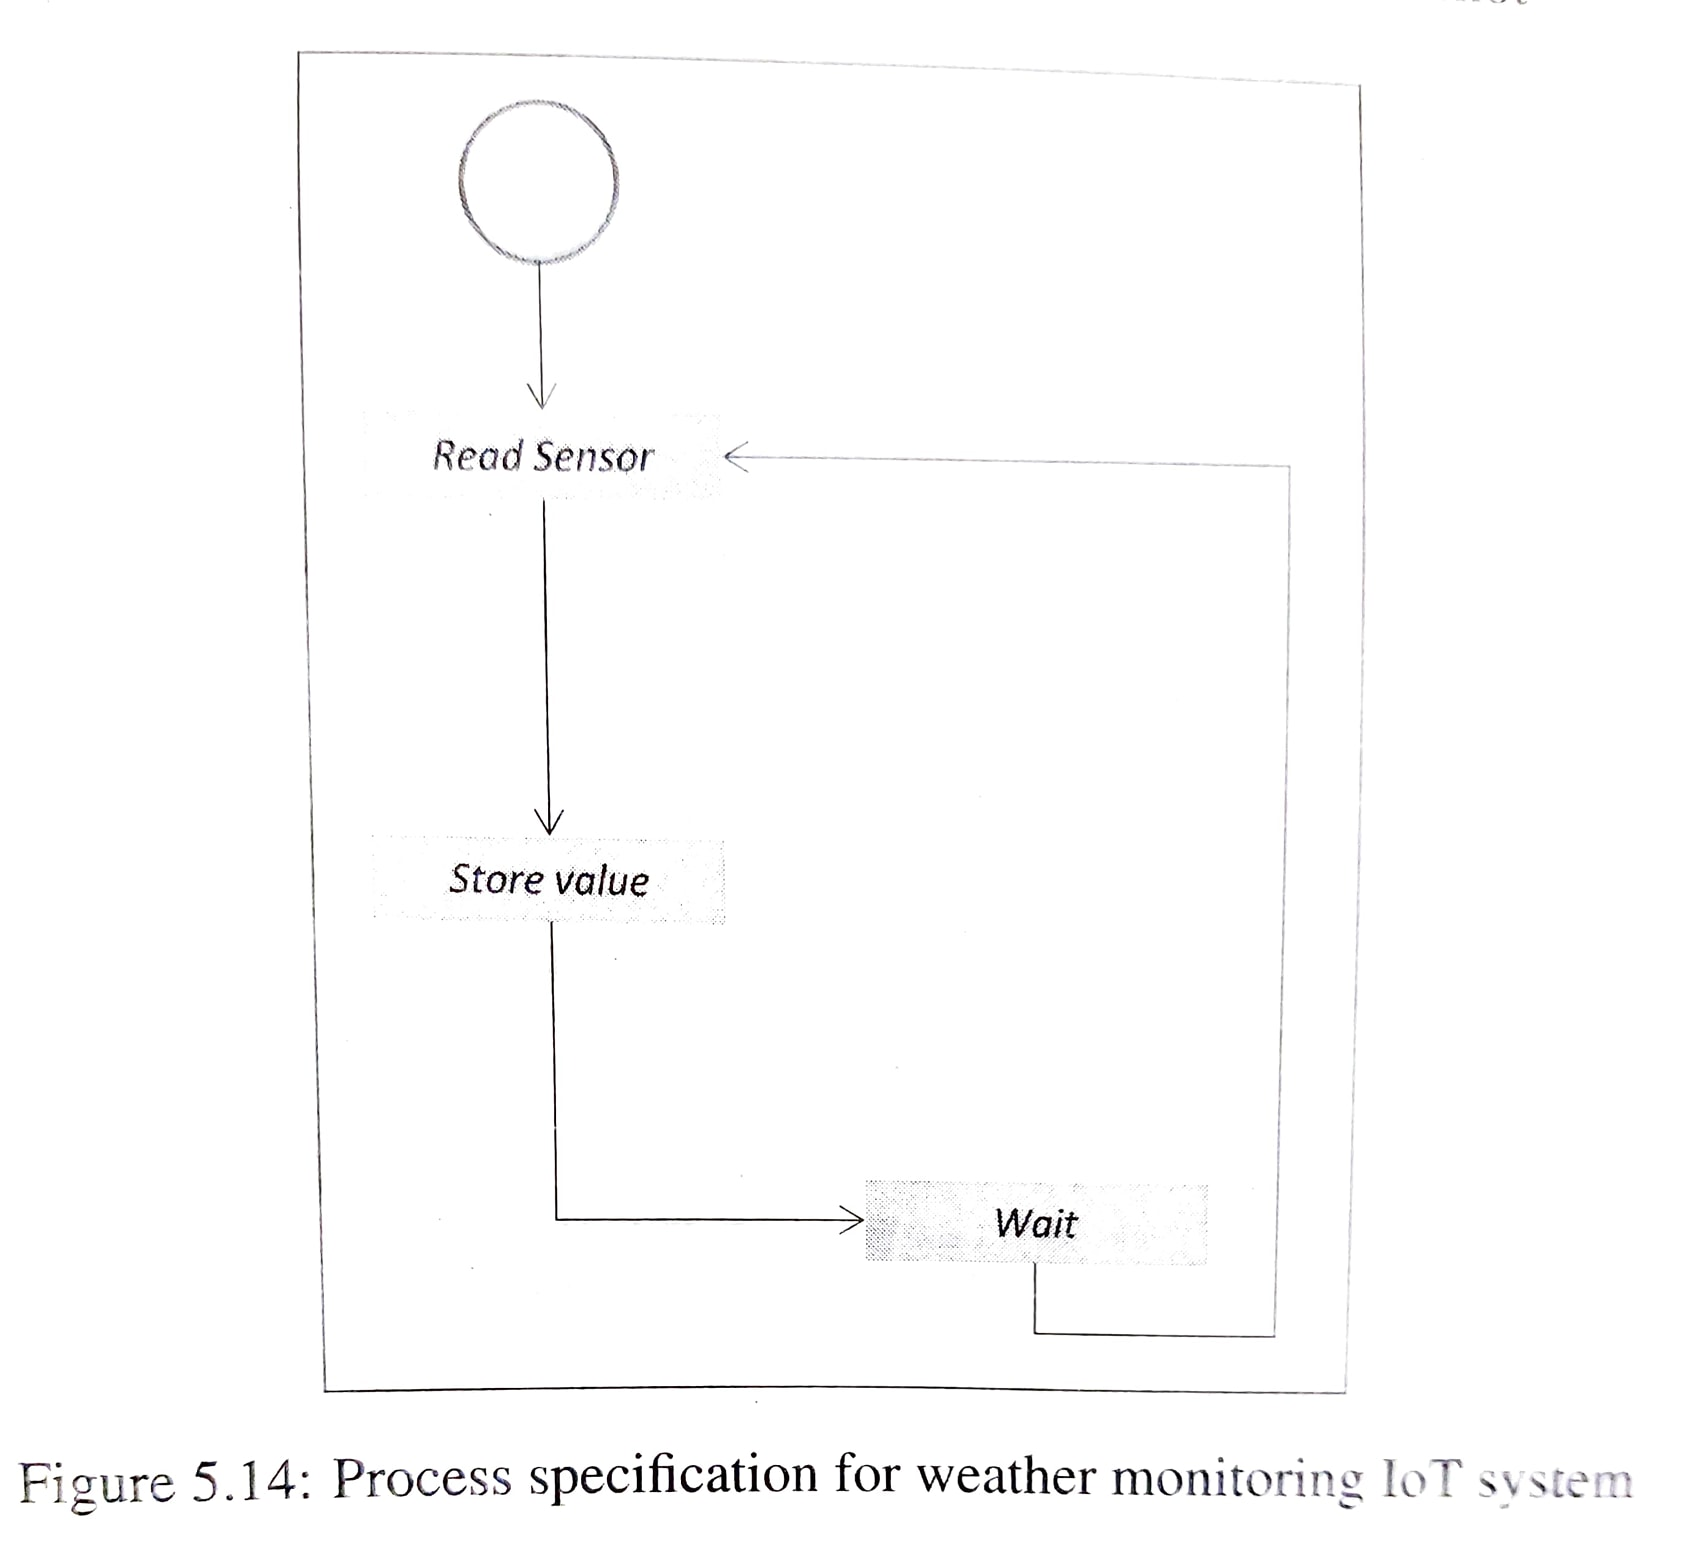 Read Sensor
Store value
Wait
Figure 5.14: Process specification for weather monitoring IoT system